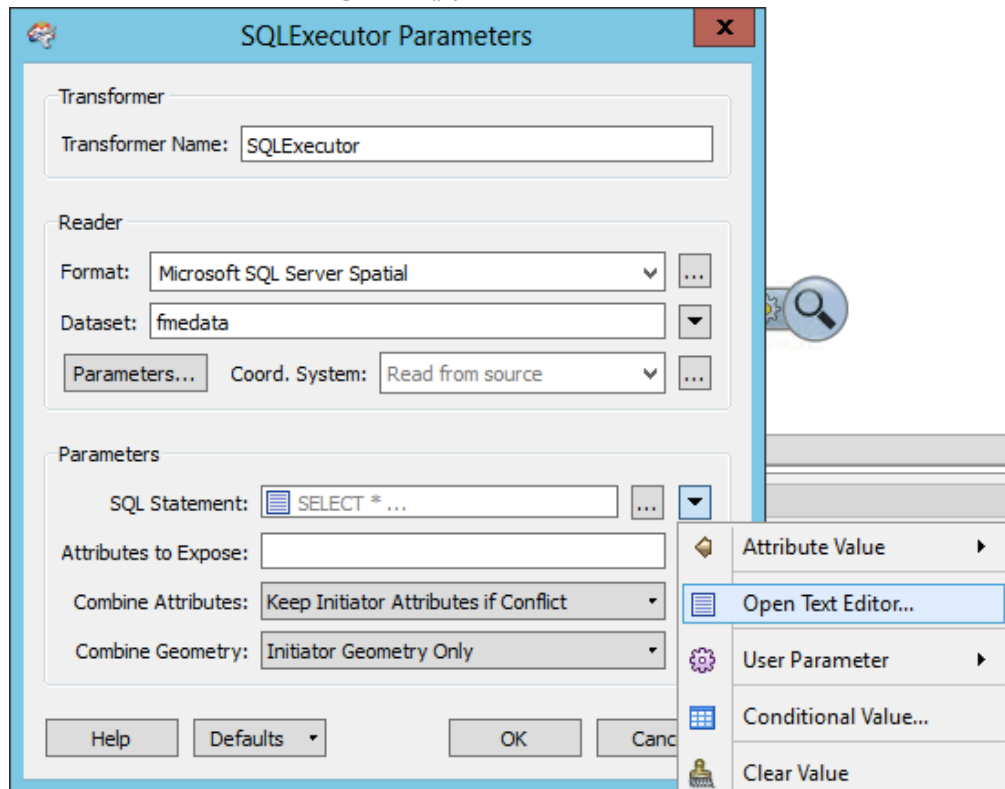 SQLExecutor Parameters
x
Transformer
Transformer Name: SQLExecutor
Reader
Format: Microsoft SQL Server Spatial ...
Dataset: fmedata
Parameters... Coord. System: Read from source ...
Parameters
SQL Statement: SELECT * ... ...
Attributes to Expose:
Attribute Value
Combine Attributes: Keep Initiator Attributes if Conflict
Open Text Editor...
Combine Geometry: Initiator Geometry Only
User Parameter
Conditional Value...
Help Defaults OK Canc
Clear Value